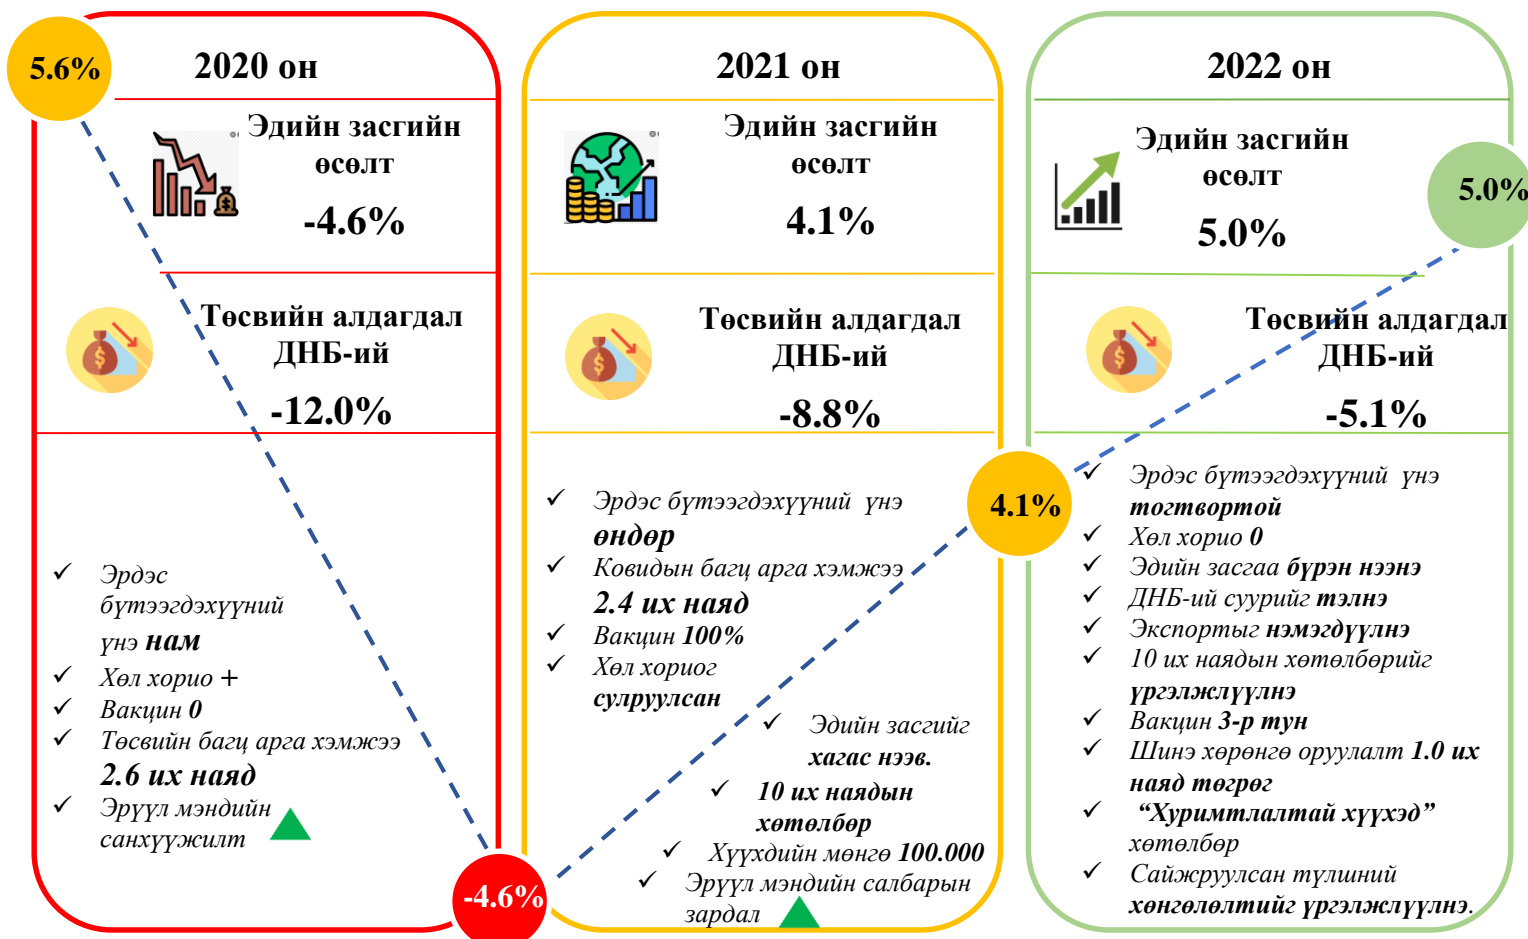 5.6%
2020 он
Эдийн засгийн
өсөлт
-4.6%
Төсвийн алдагдал
ДНБ-ий
-12.0%
✓ Эрдэс
бүтээгдэхүүний
үнэ нам
✓ Хөл хорио +
✓ Вакцин 0
✓ Төсвийн багц арга хэмжээ
2.6 их наяд
✓ Эрүүл мэндийн
санхүүжилт
-4.6%
2021 он
Эдийн засгийн
өсөлт
4.1%
Төсвийн алдагдал
ДНБ-ий
-8.8%
✓ Эрдэс бүтээгдэхүүний үнэ
өндөр
✓ Ковидын багц арга хэмжээ
2.4 их наяд
✓ Вакцин 100%
✓ Хөл хориог
сулруулсан
✓ Эдийн засгийг
хагас нээв.
✓ 10 их наядын
хөтөлбөр
✓ Хүүхдийн мөнгө 100.000
✓ Эрүүл мэндийн салбарын
зардал
4.1%
2022 он
Эдийн засгийн
өсөлт
5.0%
5.0%
Төсвийн алдагдал
ДНБ-ий
-5.1%
✓ Эрдэс бүтээгдэхүүний үнэ
тогтвортой
✓ Хөл хорио 0
✓ Эдийн засгаа бүрэн нээнэ
✓ ДНБ-ий суурийг тэлнэ
✓ Экспортыг нэмэгдүүлнэ
✓ 10 их наядын хөтөлбөрийг
үргэлжлүүлнэ
✓ Вакцин 3-р тун
✓ Шинэ хөрөнгө оруулалт 1.0 их
наяд төгрөг
✓ “Хуримтлалтай хүүхэд”
хөтөлбөр
✓ Сайжруулсан түлшний
хөнгөлөлтийг үргэлжлүүлнэ.